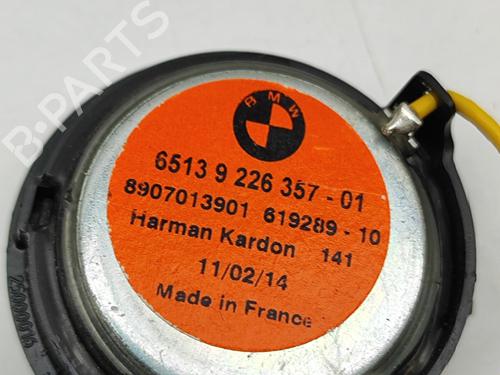 B-PARTS
BMW
6513 9 226 357-01
8907013901 619289-10
Harman Kardon 141
11/02/14
Made in France